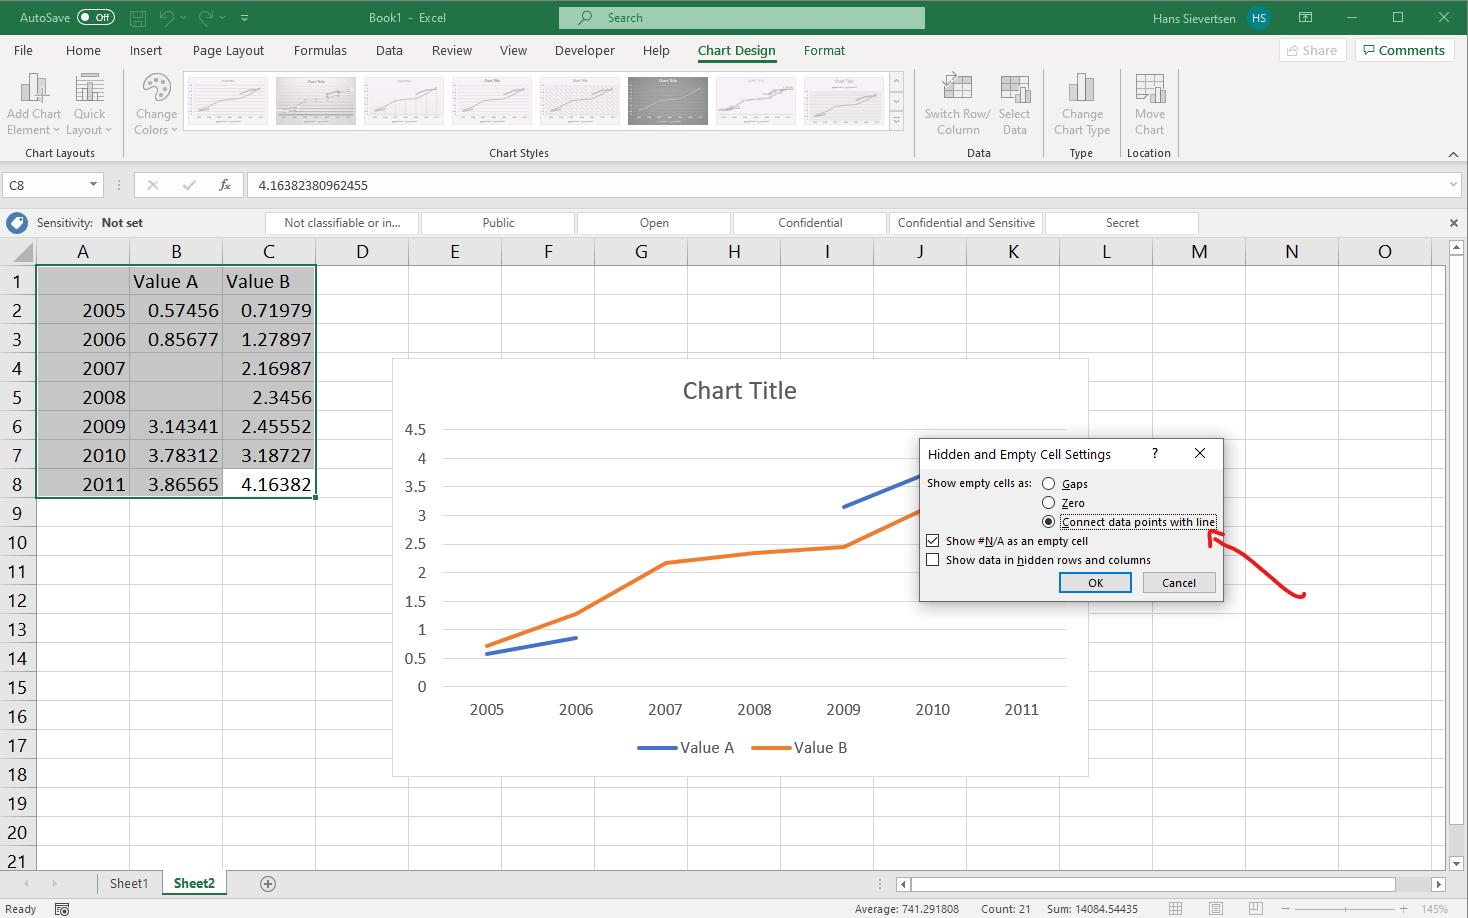 AutoSave Off Book1 - Excel Search Hans Sievertsen HS
File Home Insert Page Layout Formulas Data Review View Developer Help Chart Design Format Share Comments
Add Chart Element Quick Layout Change Colors Switch Row/ Column Select Data Change Chart Type Move Chart
Chart Layouts Chart Styles Data Type Location
C8 fx 4.16382380962455
Sensitivity: Not set Not classifiable or in... Public Open Confidential Confidential and Sensitive Secret
A B C D E F G H I J K L M N O
1 Value A Value B
2 2005 0.57456 0.71979
3 2006 0.85677 1.27897
4 2007 2.16987
5 2008 2.3456
6 2009 3.14341 2.45552
7 2010 3.78312 3.18727
8 2011 3.86565 4.16382
9
10
11
12
13
14
15
16
17
18
19
20
21
Chart Title
4.5
4
3.5
3
2.5
2
1.5
1
0.5
0
2005 2006 2007 2008 2009 2010 2011
Value A Value B
Hidden and Empty Cell Settings ?
Show empty cells as: Gaps
Zero
Connect data points with line
Show #N/A as an empty cell
Show data in hidden rows and columns
OK Cancel
Sheet1 Sheet2
Ready Average: 741.291808 Count: 21 Sum: 14084.54435 145%